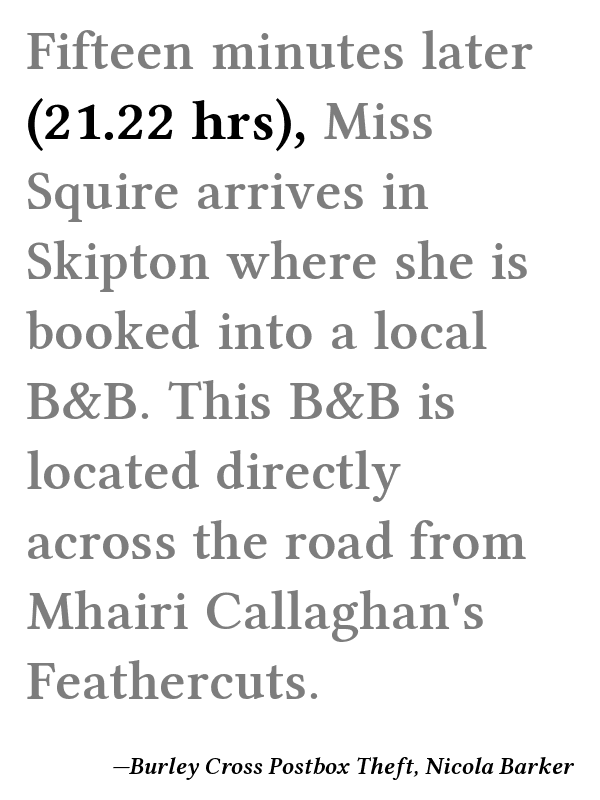 Fifteen minutes later
(21.22 hrs), Miss
Squire arrives in
Skipton where she is
booked into a local
B&B. This B&B is
located directly
across the road from
Mhairi Callaghan's
Feathercuts.
—Burley Cross Postbox Theft, Nicola Barker